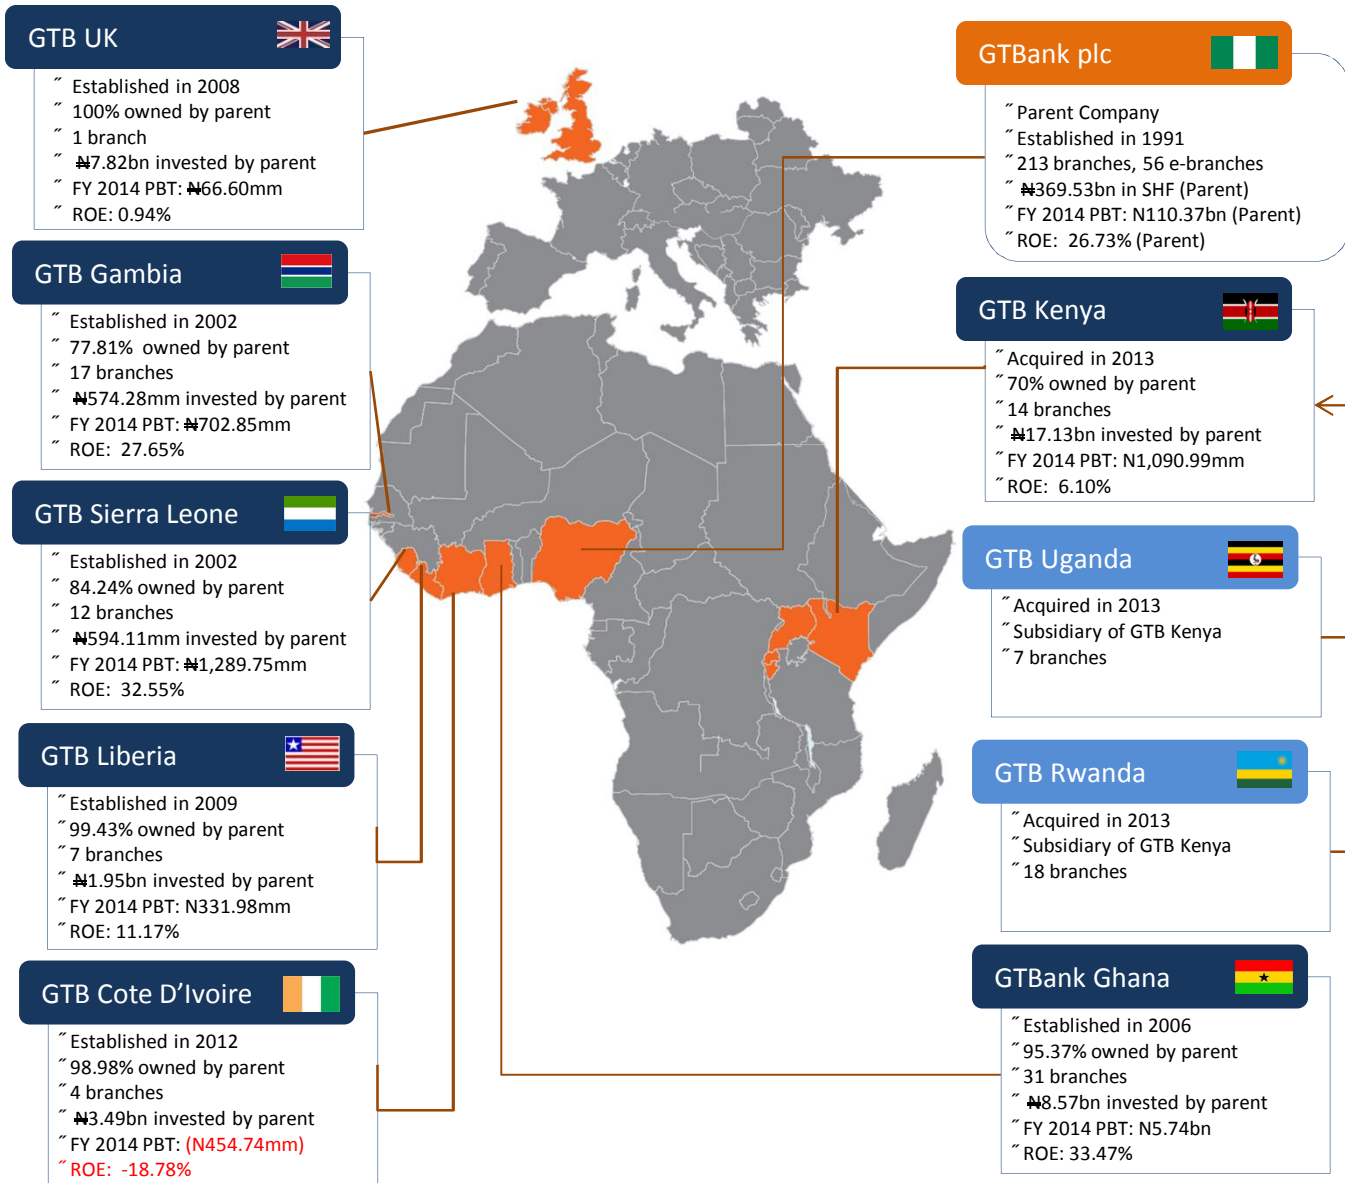 GTB UK
˝ Established in 2008
˝ 100% owned by parent
˝ 1 branch
˝ ₦7.82bn invested by parent
˝ FY 2014 PBT: ₦66.60mm
˝ ROE: 0.94%
GTB Gambia
˝ Established in 2002
˝ 77.81% owned by parent
˝ 17 branches
˝ ₦574.28mm invested by parent
˝ FY 2014 PBT: ₦702.85mm
˝ ROE: 27.65%
GTB Sierra Leone
˝ Established in 2002
˝ 84.24% owned by parent
˝ 12 branches
˝ ₦594.11mm invested by parent
˝ FY 2014 PBT: ₦1,289.75mm
˝ ROE: 32.55%
GTB Liberia
˝ Established in 2009
˝ 99.43% owned by parent
˝ 7 branches
˝ ₦1.95bn invested by parent
˝ FY 2014 PBT: N331.98mm
˝ ROE: 11.17%
GTB Cote D’Ivoire
˝ Established in 2012
˝ 98.98% owned by parent
˝ 4 branches
˝ ₦3.49bn invested by parent
˝ FY 2014 PBT: (N454.74mm)
˝ ROE: -18.78%
GTBank plc
˝ Parent Company
˝ Established in 1991
˝ 213 branches, 56 e-branches
˝ ₦369.53bn in SHF (Parent)
˝ FY 2014 PBT: N110.37bn (Parent)
˝ ROE: 26.73% (Parent)
GTB Kenya
˝ Acquired in 2013
˝ 70% owned by parent
˝ 14 branches
˝ ₦17.13bn invested by parent
˝ FY 2014 PBT: N1,090.99mm
˝ ROE: 6.10%
GTB Uganda
˝ Acquired in 2013
˝ Subsidiary of GTB Kenya
˝ 7 branches
GTB Rwanda
˝ Acquired in 2013
˝ Subsidiary of GTB Kenya
˝ 18 branches
GTBank Ghana
˝ Established in 2006
˝ 95.37% owned by parent
˝ 31 branches
˝ ₦8.57bn invested by parent
˝ FY 2014 PBT: N5.74bn
˝ ROE: 33.47%